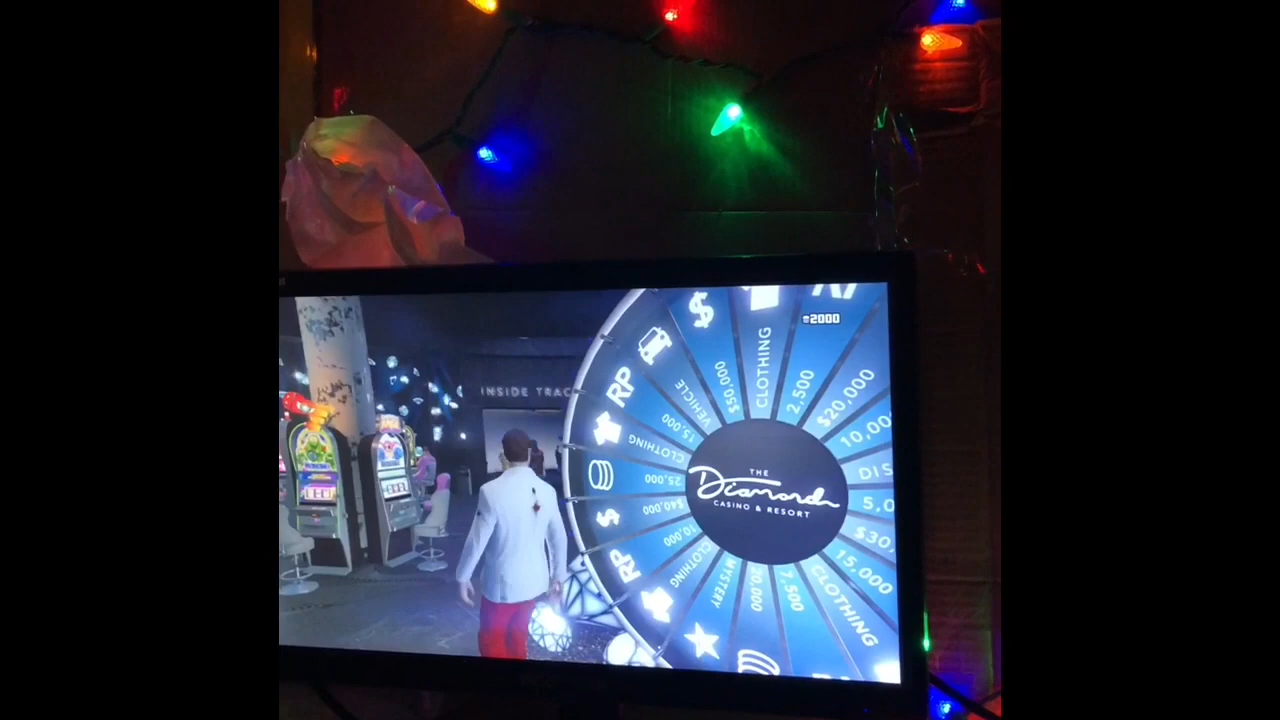 INSIDE TRAC
2000
$50,000
CLOTHING
2,500
$20,000
10,00
DIS
5,0
$30,
15,000
CLOTHING
7,500
20,000
MYSTERY
CLOTHING
10,000
RP
$40,000
25,000
CLOTHING
15,000
RP
VEHICLE
THE
Diamond
CASINO & RESORT